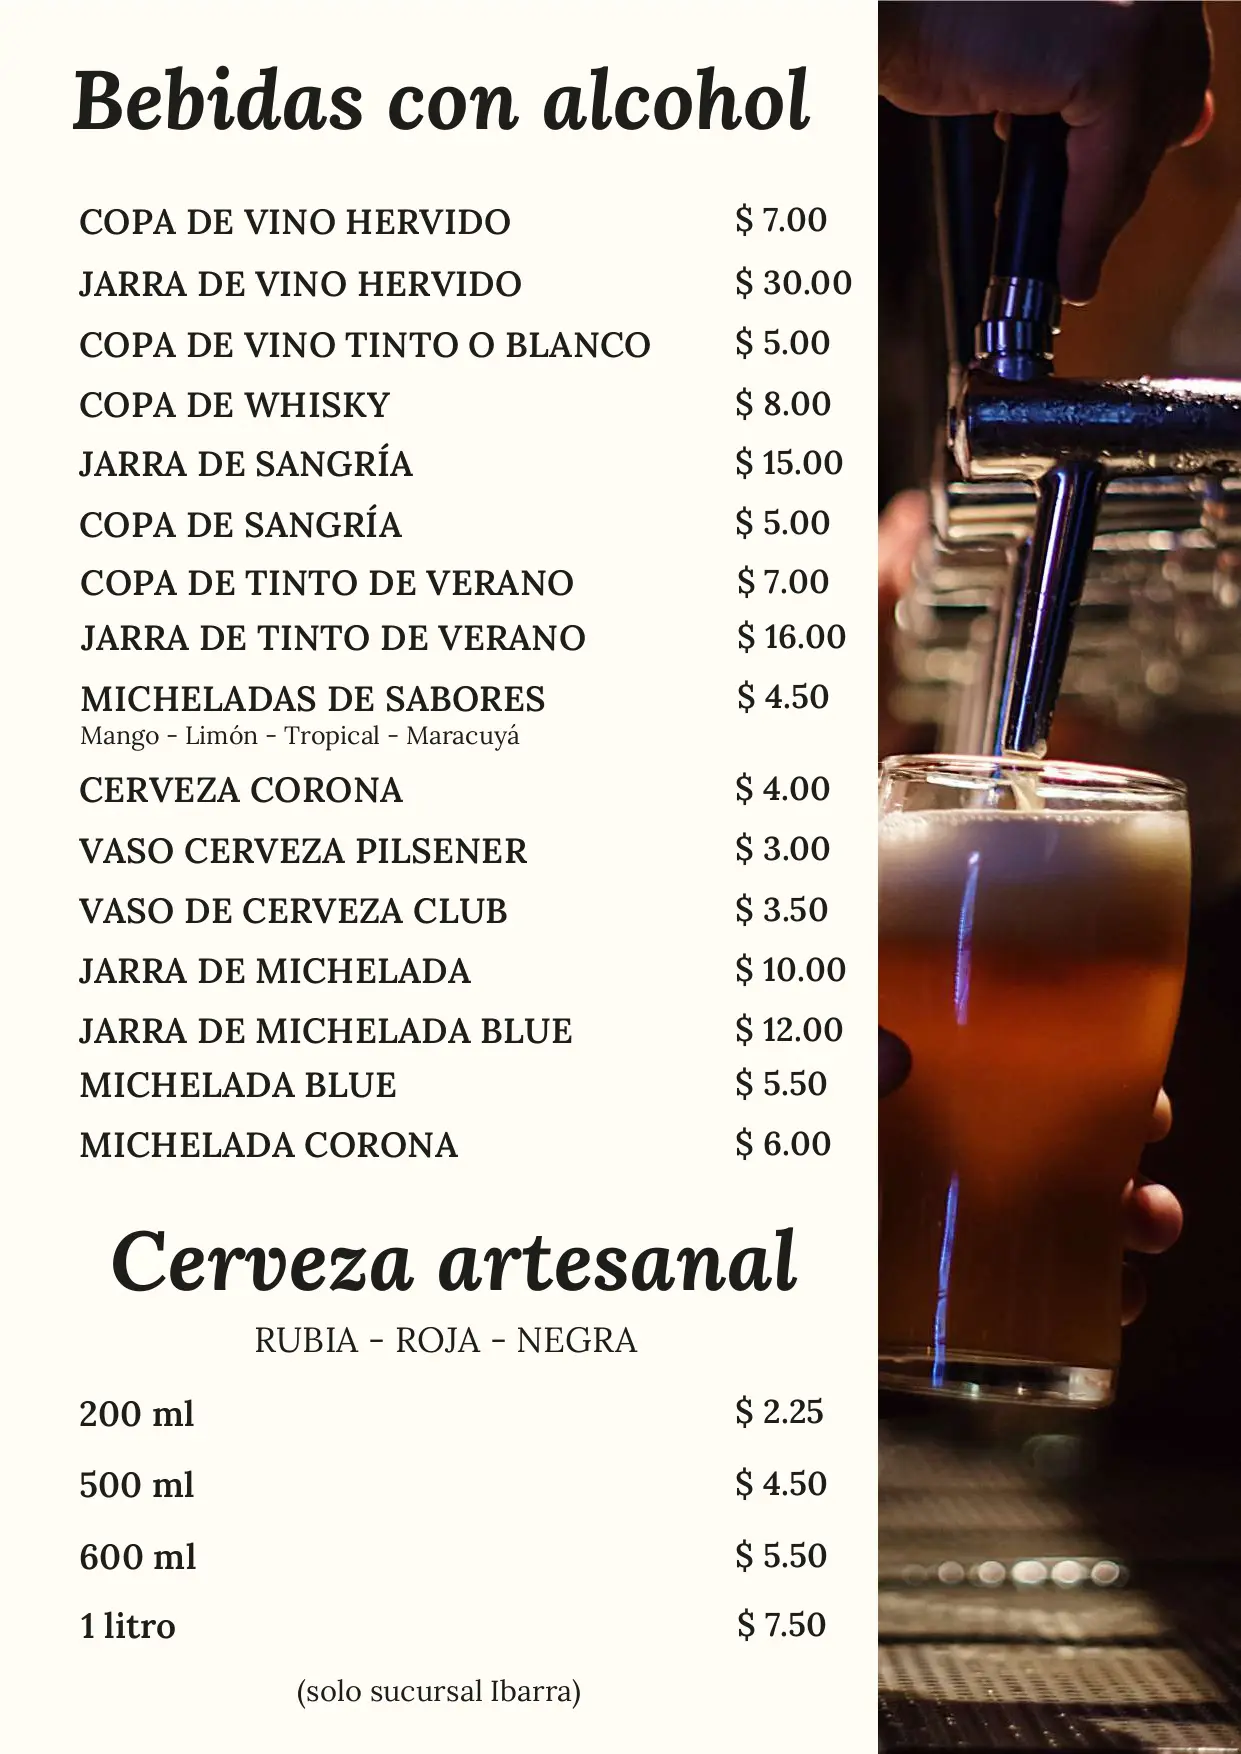 Bebidas con alcohol
COPA DE VINO HERVIDO $ 7.00
JARRA DE VINO HERVIDO $ 30.00
COPA DE VINO TINTO O BLANCO $ 5.00
COPA DE WHISKY $ 8.00
JARRA DE SANGRÍA $ 15.00
COPA DE SANGRÍA $ 5.00
COPA DE TINTO DE VERANO $ 7.00
JARRA DE TINTO DE VERANO $ 16.00
MICHELADAS DE SABORES $ 4.50
Mango - Limón - Tropical - Maracuyá
CERVEZA CORONA $ 4.00
VASO CERVEZA PILSENER $ 3.00
VASO DE CERVEZA CLUB $ 3.50
JARRA DE MICHELADA $ 10.00
JARRA DE MICHELADA BLUE $ 12.00
MICHELADA BLUE $ 5.50
MICHELADA CORONA $ 6.00
Cerveza artesanal
RUBIA - ROJA - NEGRA
200 ml $ 2.25
500 ml $ 4.50
600 ml $ 5.50
1 litro $ 7.50
(solo sucursal Ibarra)